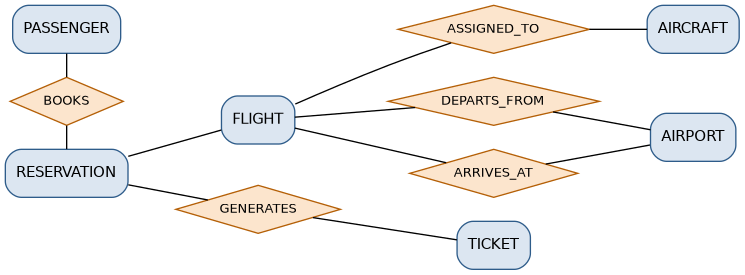 PASSENGER
ASSIGNED_TO
AIRCRAFT
BOOKS
DEPARTS_FROM
FLIGHT
AIRPORT
RESERVATION
ARRIVES_AT
GENERATES
TICKET